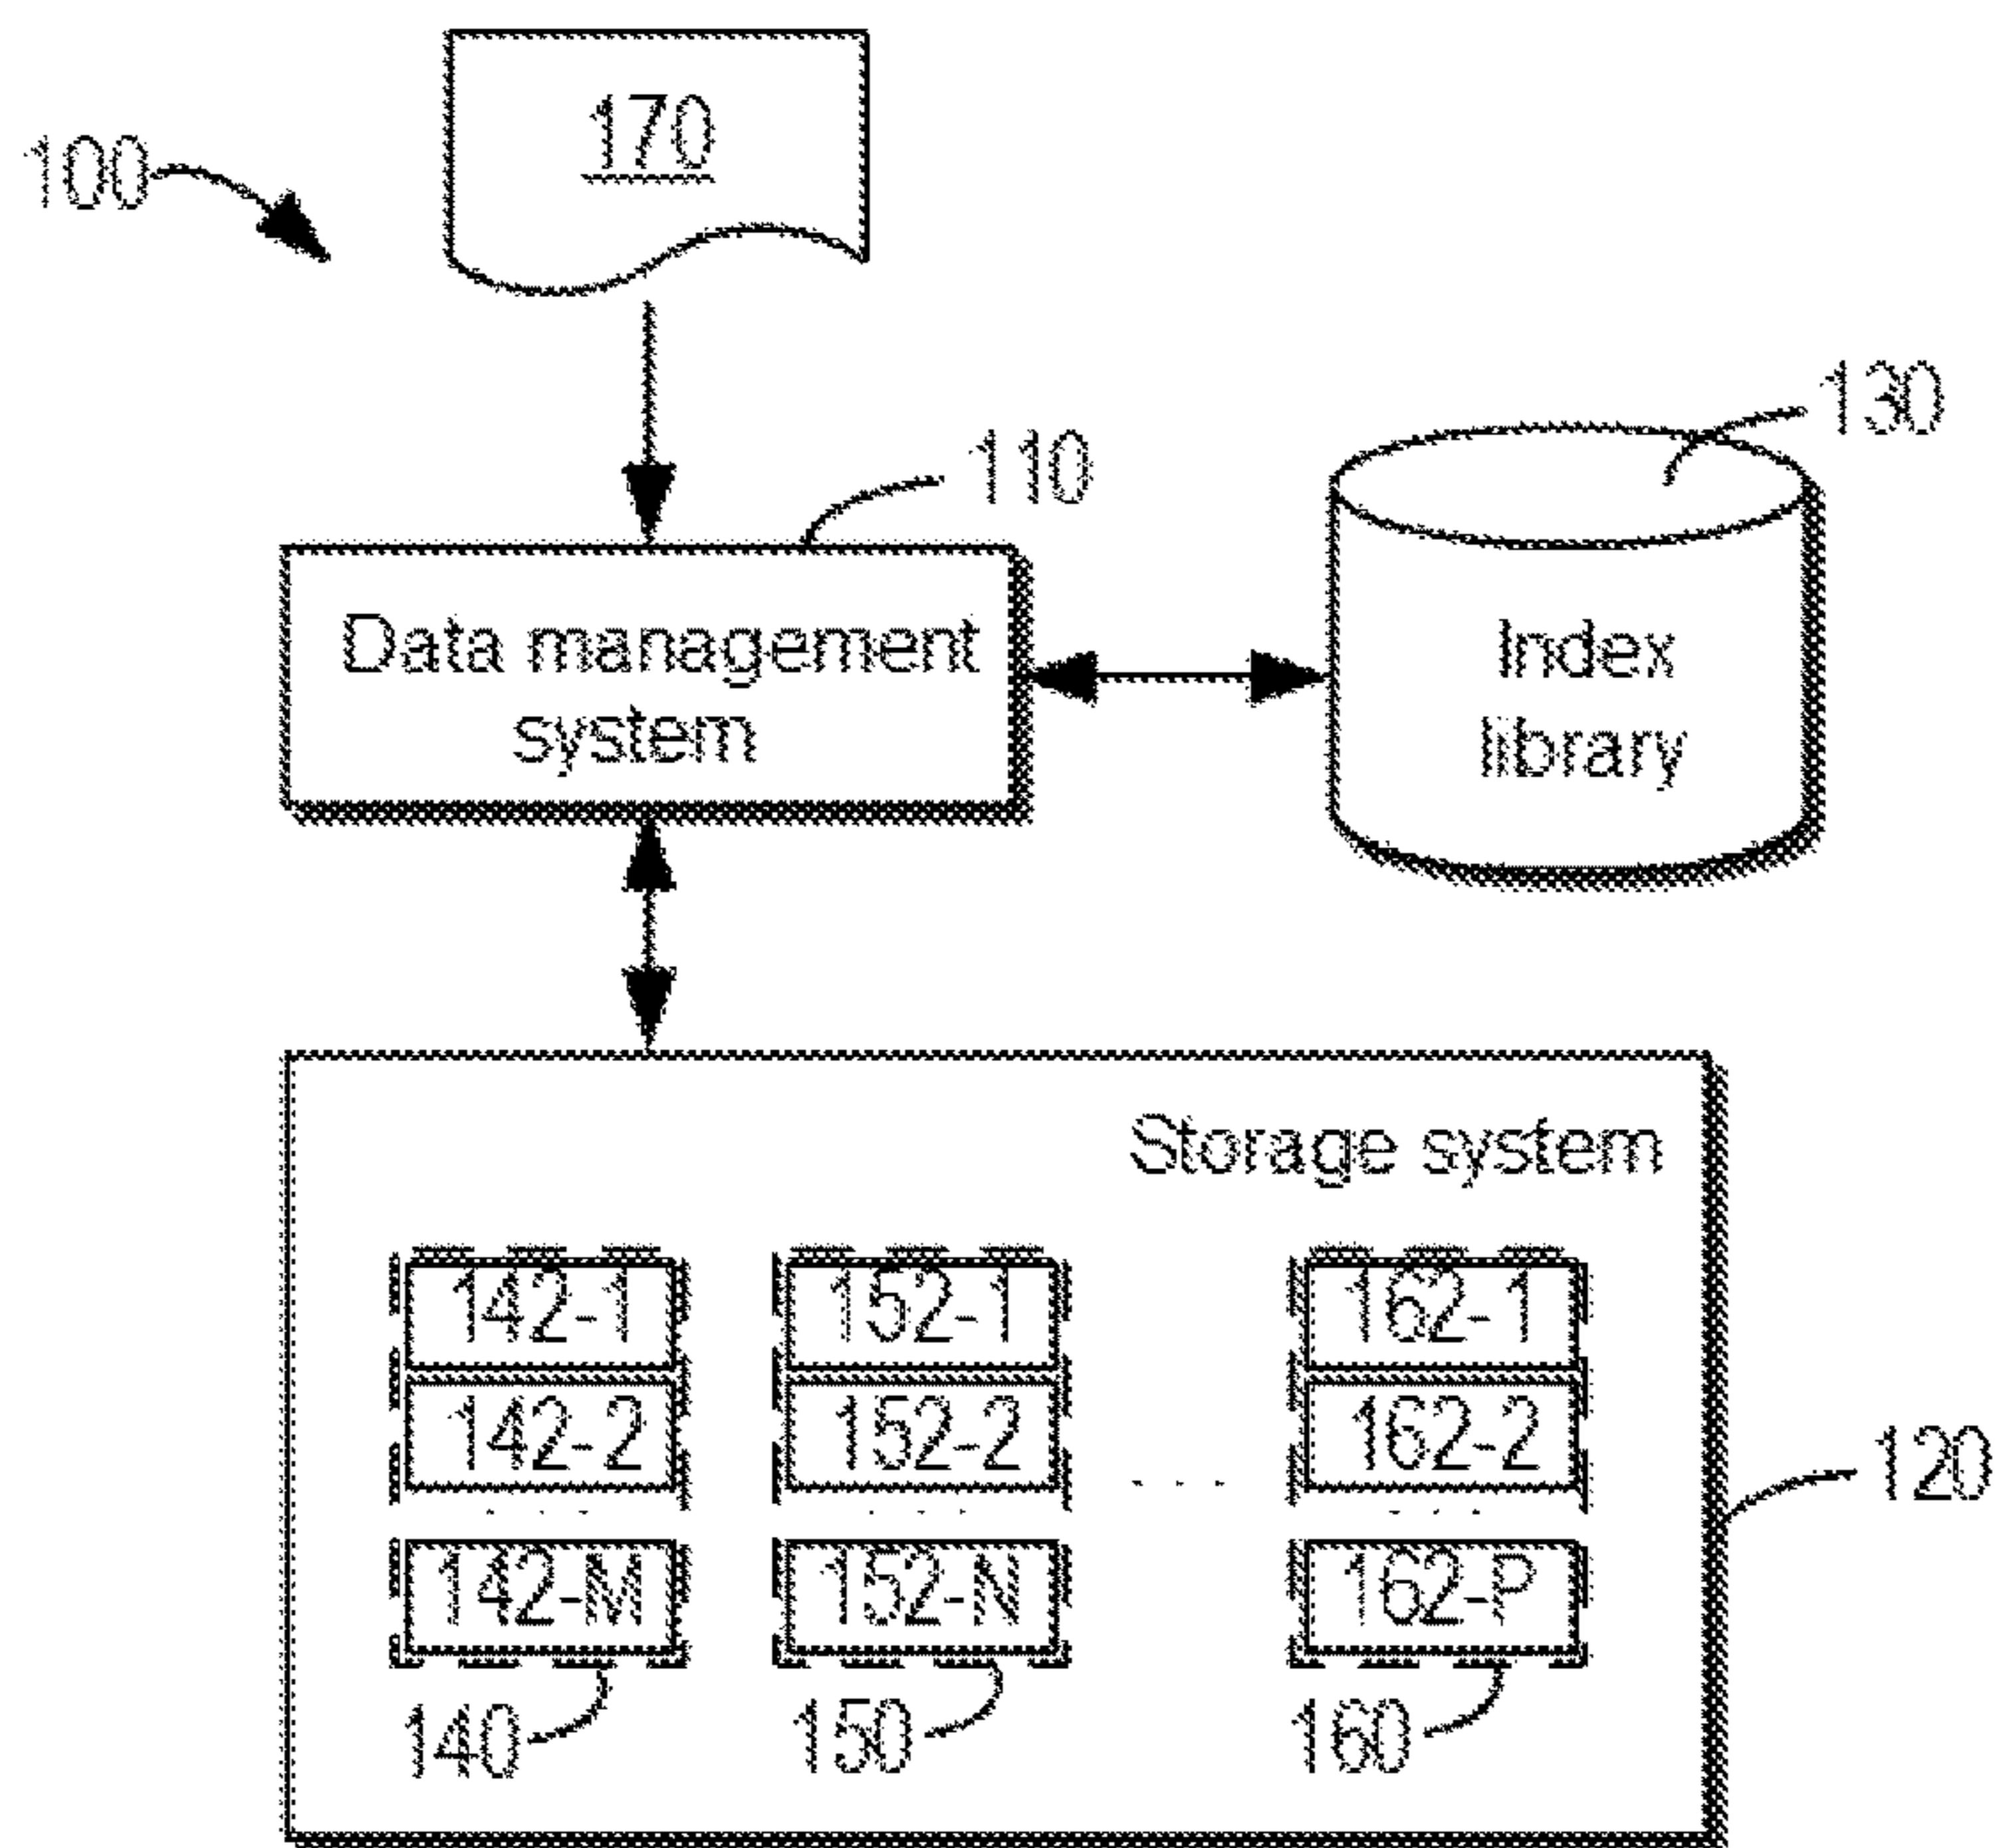 170
100
130
110
Data management
system
Index
library
Storage system
142-1
152-1
162-1
142-2
152-2
. . .
162-2
. . .
. . .
. . .
120
142-M
152-N
162-P
140
150
160